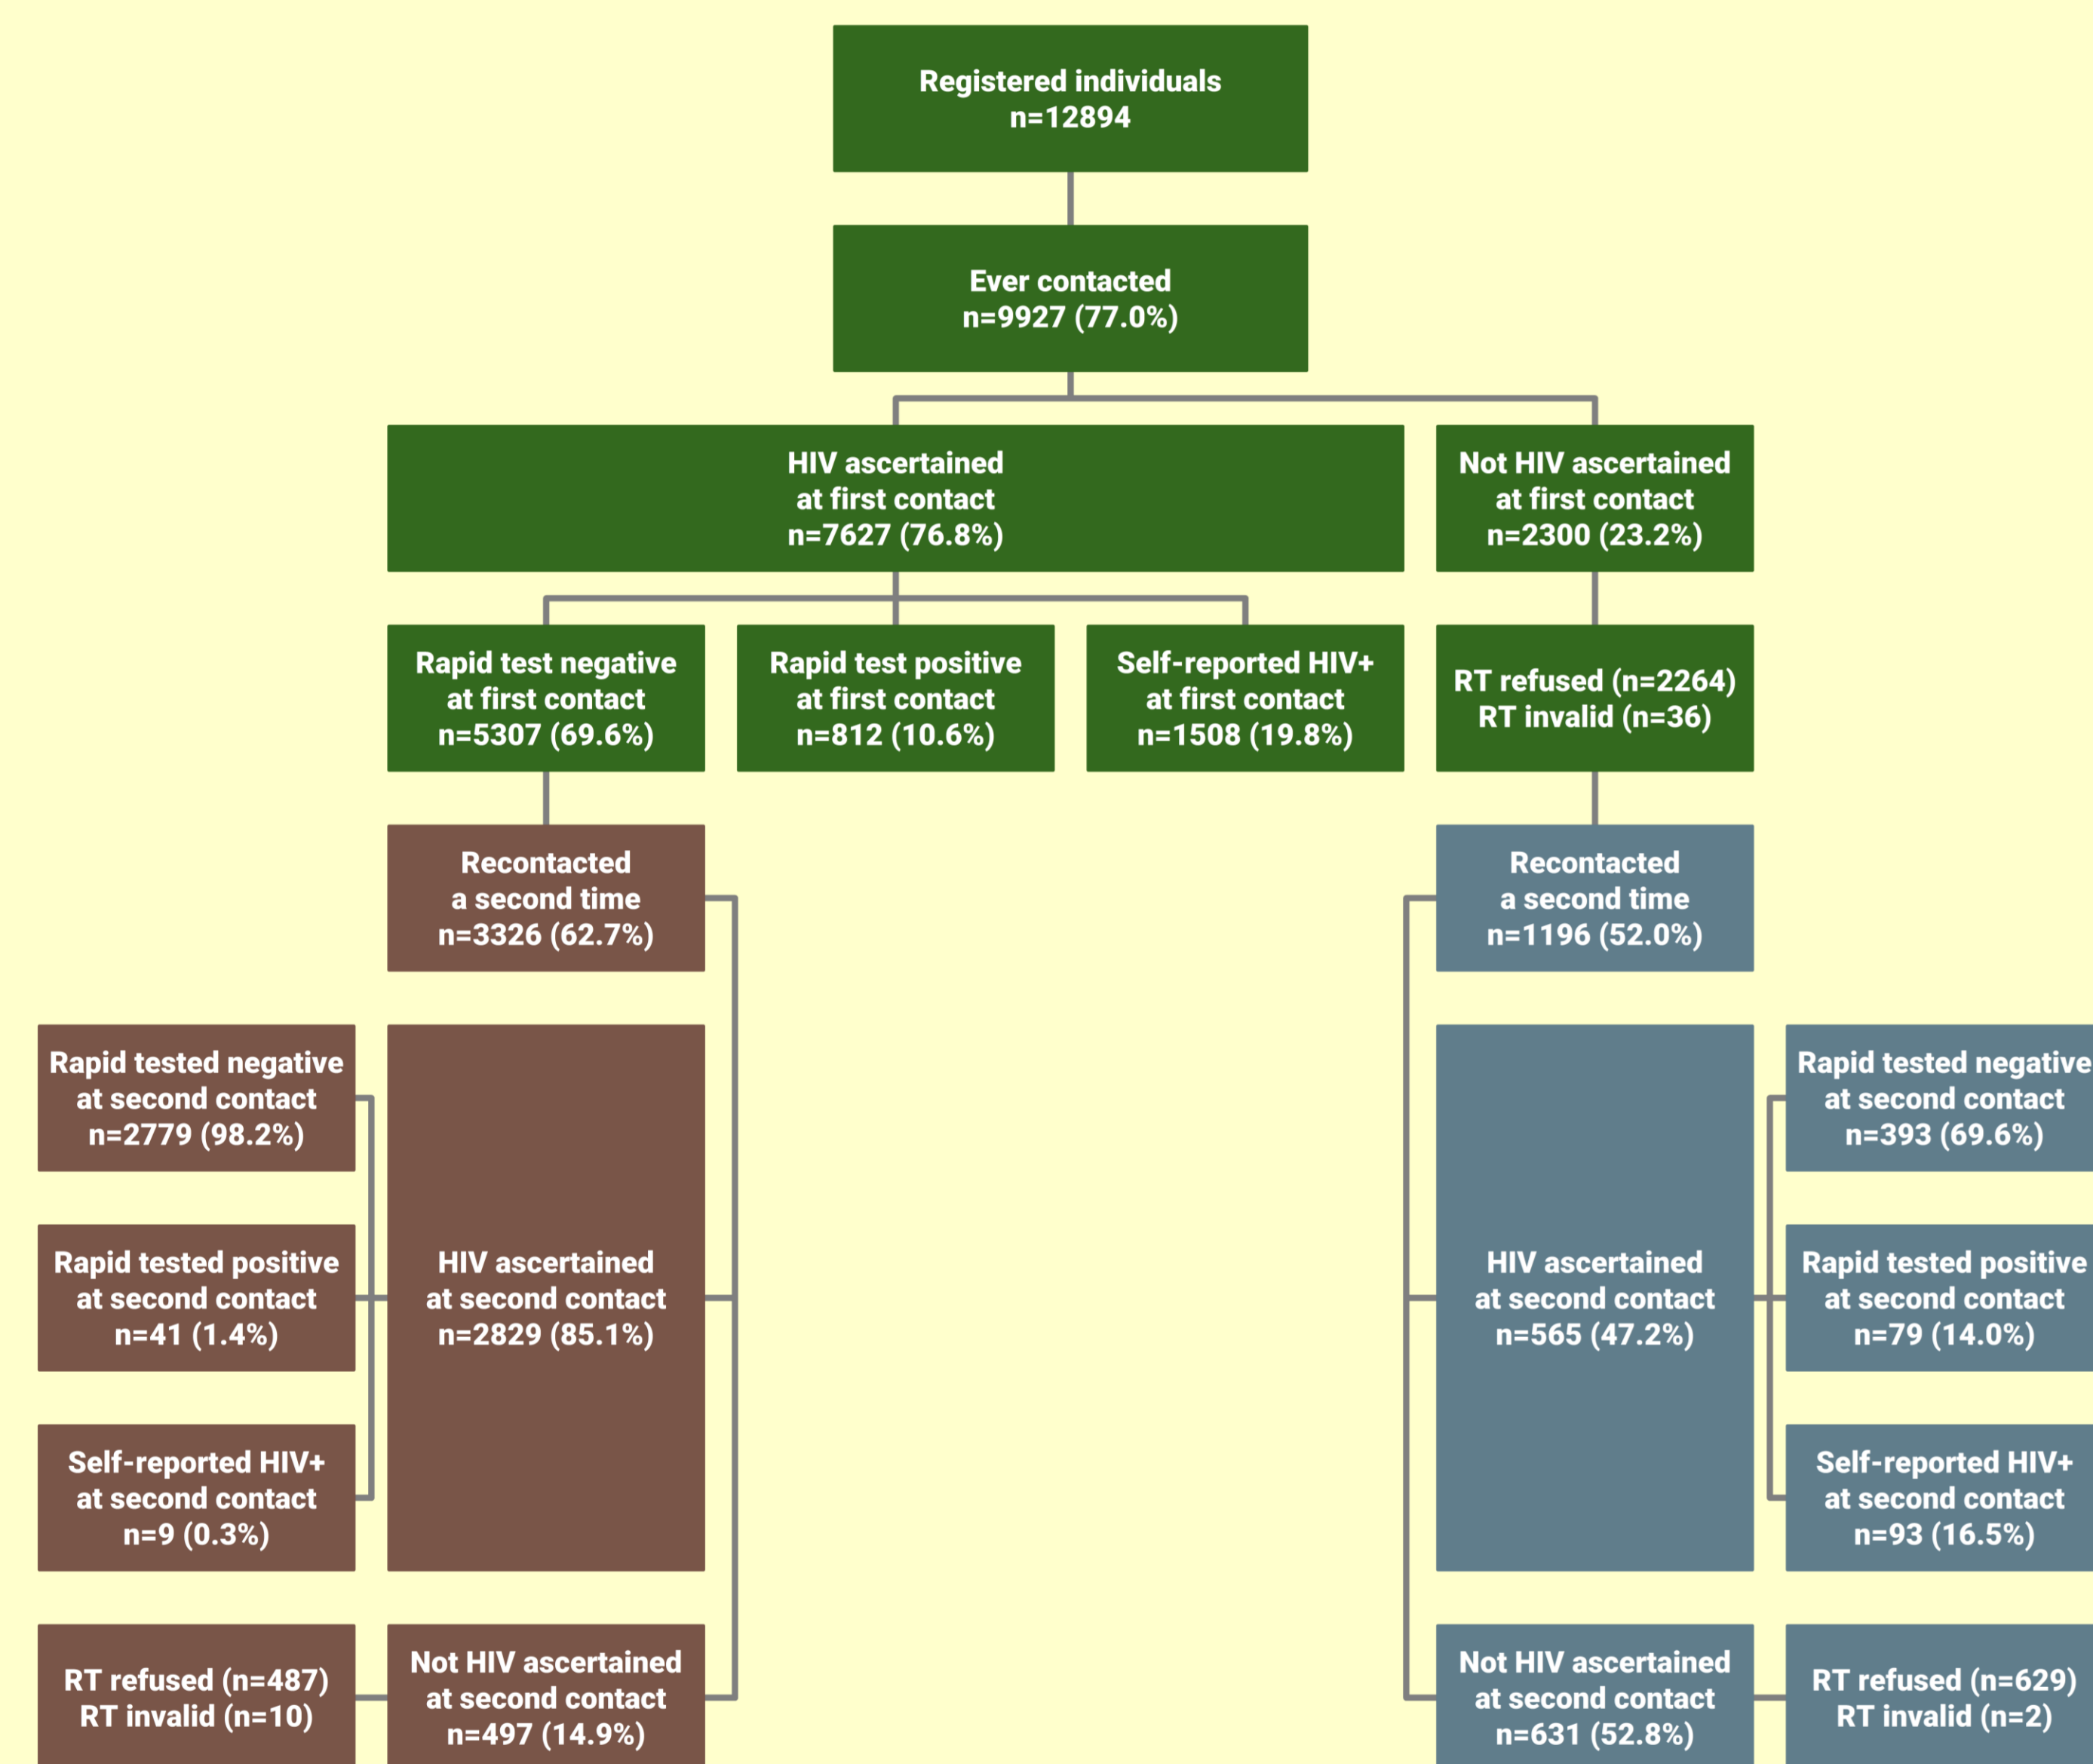 Registered individuals
n=12894
Ever contacted
n=9927 (77.0%)
HIV ascertained
at first contact
n=7627 (76.8%)
Not HIV ascertained
at first contact
n=2300 (23.2%)
Rapid test negative
at first contact
n=5307 (69.6%)
Rapid test positive
at first contact
n=812 (10.6%)
Self-reported HIV+
at first contact
n=1508 (19.8%)
RT refused (n=2264)
RT invalid (n=36)
Recontacted
a second time
n=3326 (62.7%)
Recontacted
a second time
n=1196 (52.0%)
Rapid tested negative
at second contact
n=2779 (98.2%)
Rapid tested positive
at second contact
n=41 (1.4%)
Self-reported HIV+
at second contact
n=9 (0.3%)
HIV ascertained
at second contact
n=2829 (85.1%)
HIV ascertained
at second contact
n=565 (47.2%)
Rapid tested negative
at second contact
n=393 (69.6%)
Rapid tested positive
at second contact
n=79 (14.0%)
Self-reported HIV+
at second contact
n=93 (16.5%)
RT refused (n=487)
RT invalid (n=10)
Not HIV ascertained
at second contact
n=497 (14.9%)
Not HIV ascertained
at second contact
n=631 (52.8%)
RT refused (n=629)
RT invalid (n=2)